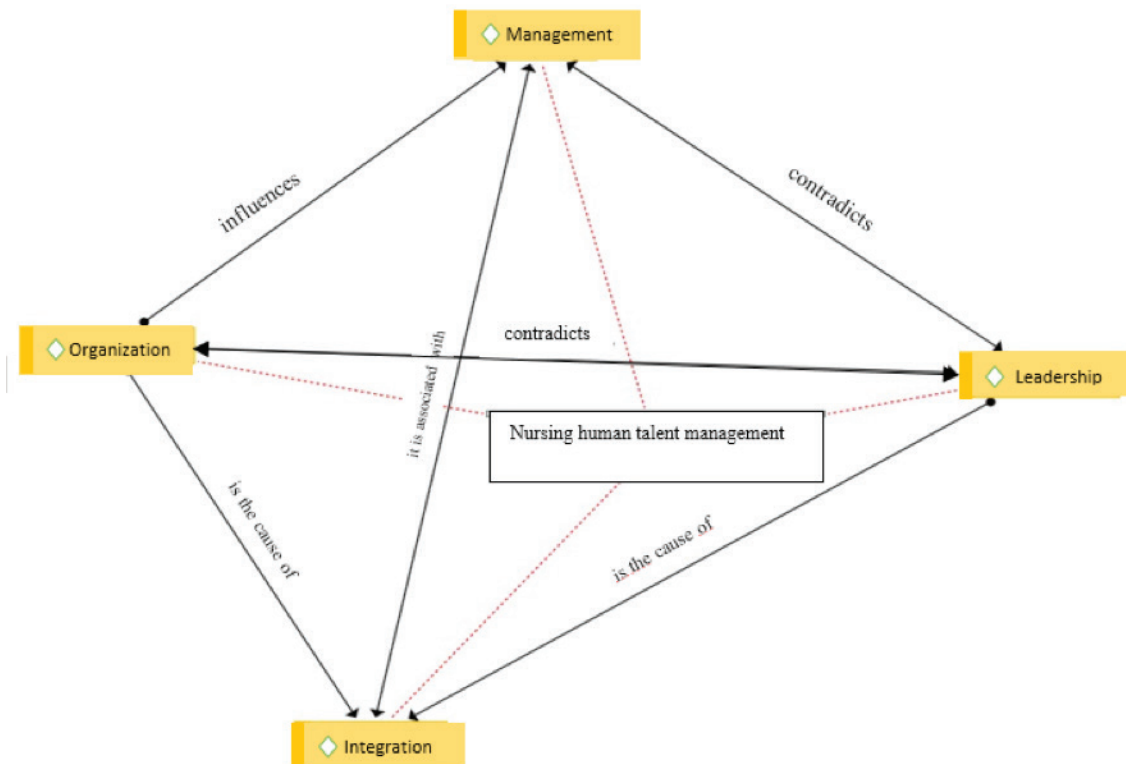 Management
influences
contradicts
contradicts
Organization
it is associated with
Leadership
Nursing human talent management
is the cause of
is the cause of
Integration